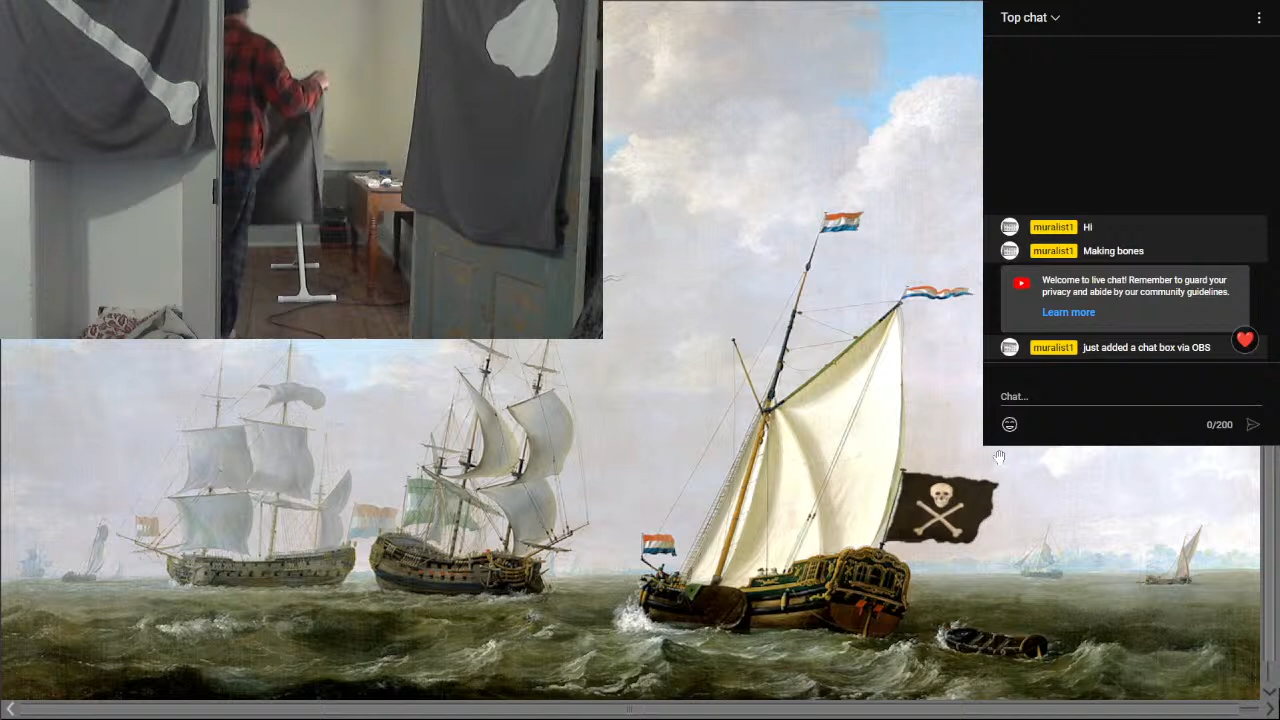 Top chat
muralist1 Hi
muralist1 Making bones
Welcome to live chat! Remember to guard your
privacy and abide by our community guidelines.
Learn more
muralist1 just added a chat box via OBS
Chat...
0/200